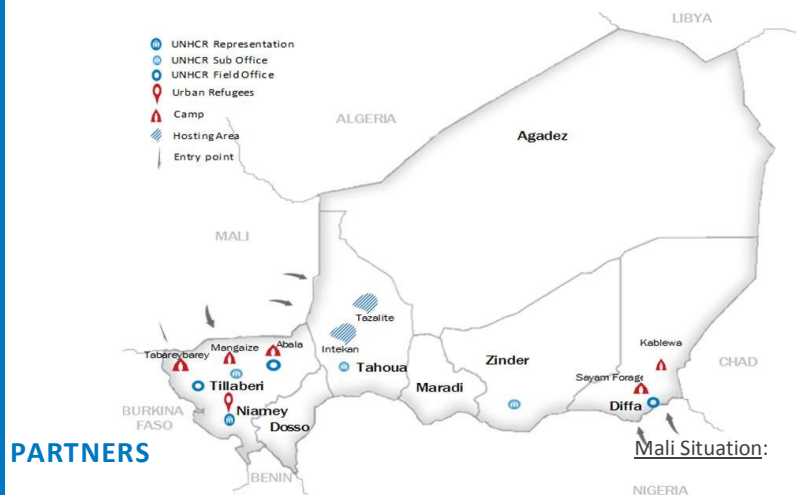 LIBYA
UNHCR Representation
UNHCR Sub Office
UNHCR Field Office
Urban Refugees
Camp
Hosting Area
Entry point
ALGERIA
Agadez
MALI
Tazalite
Intekan
Tabareybarey
Mangaize
Abala
Kablewa
Zinder
CHAD
Tahoua
Sayam Forage
Tillaberi
Maradi
Diffa
BURKINA
FASO
Niamey
Dosso
PARTNERS
Mali Situation:
BENIN
NIGERIA